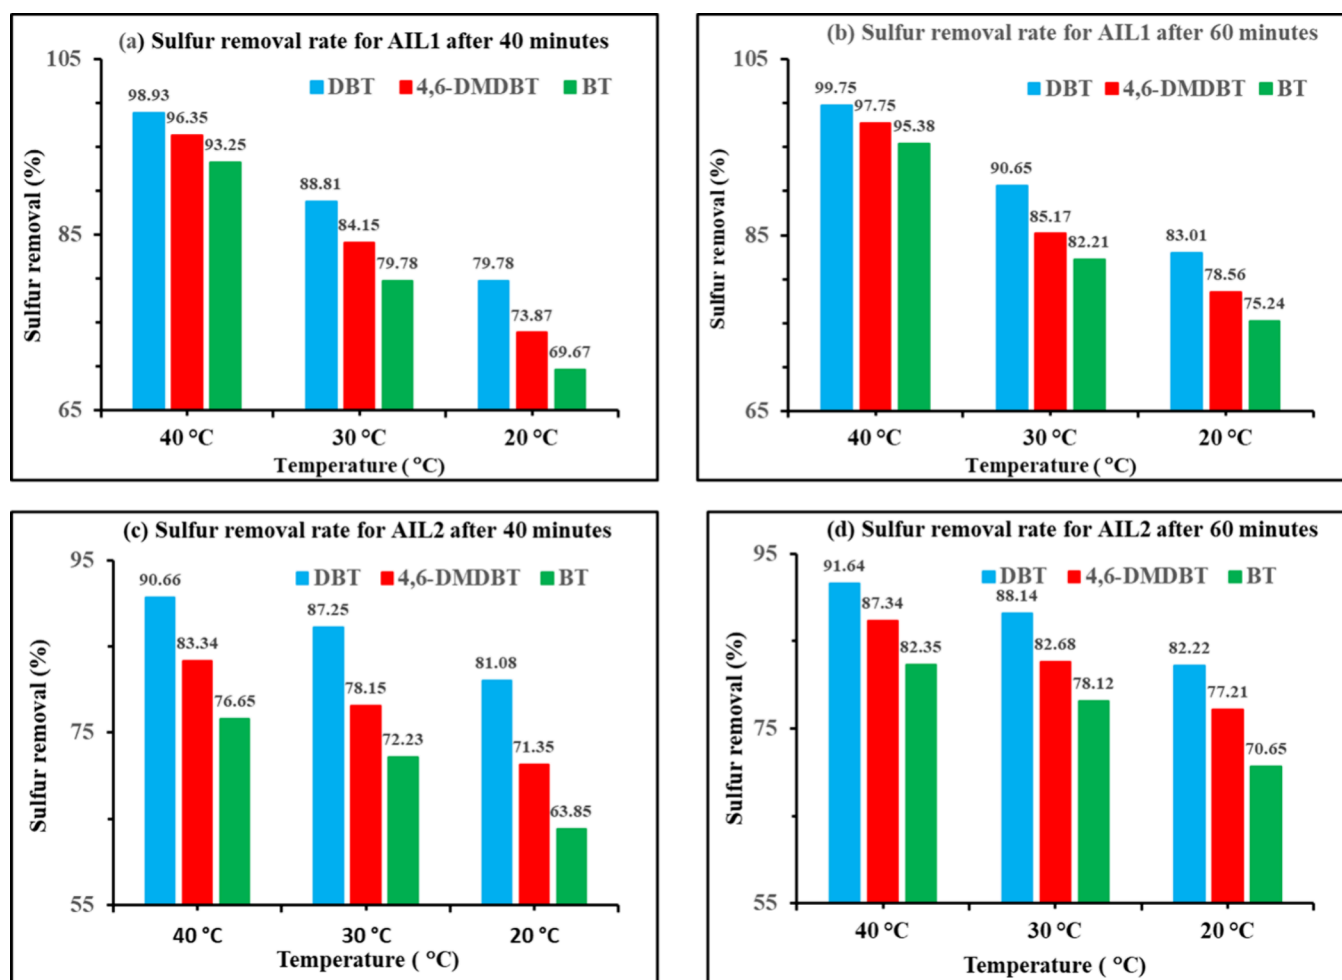 (a) Sulfur removal rate for AIL1 after 40 minutes
105
DBT 4,6-DMDBT BT
98.93
96.35
93.25
88.81
84.15
79.78
79.78
73.87
69.67
85
65
Sulfur removal (%)
40 °C 30 °C 20 °C
Temperature ( °C)
(b) Sulfur removal rate for AIL1 after 60 minutes
105
DBT 4,6-DMDBT BT
99.75
97.75
95.38
90.65
85.17
82.21
83.01
78.56
75.24
85
65
Sulfur removal (%)
40 °C 30 °C 20 °C
Temperature (°C)
(c) Sulfur removal rate for AIL2 after 40 minutes
95
DBT 4,6-DMDBT BT
90.66
83.34
76.65
87.25
78.15
72.23
81.08
71.35
63.85
75
55
Sulfur removal (%)
40 °C 30 °C 20 °C
Temperature ( °C)
(d) Sulfur removal rate for AIL2 after 60 minutes
95
DBT 4,6-DMDBT BT
91.64
87.34
82.35
88.14
82.68
78.12
82.22
77.21
70.65
75
55
Sulfur removal (%)
40 °C 30 °C 20 °C
Temperature ( °C)